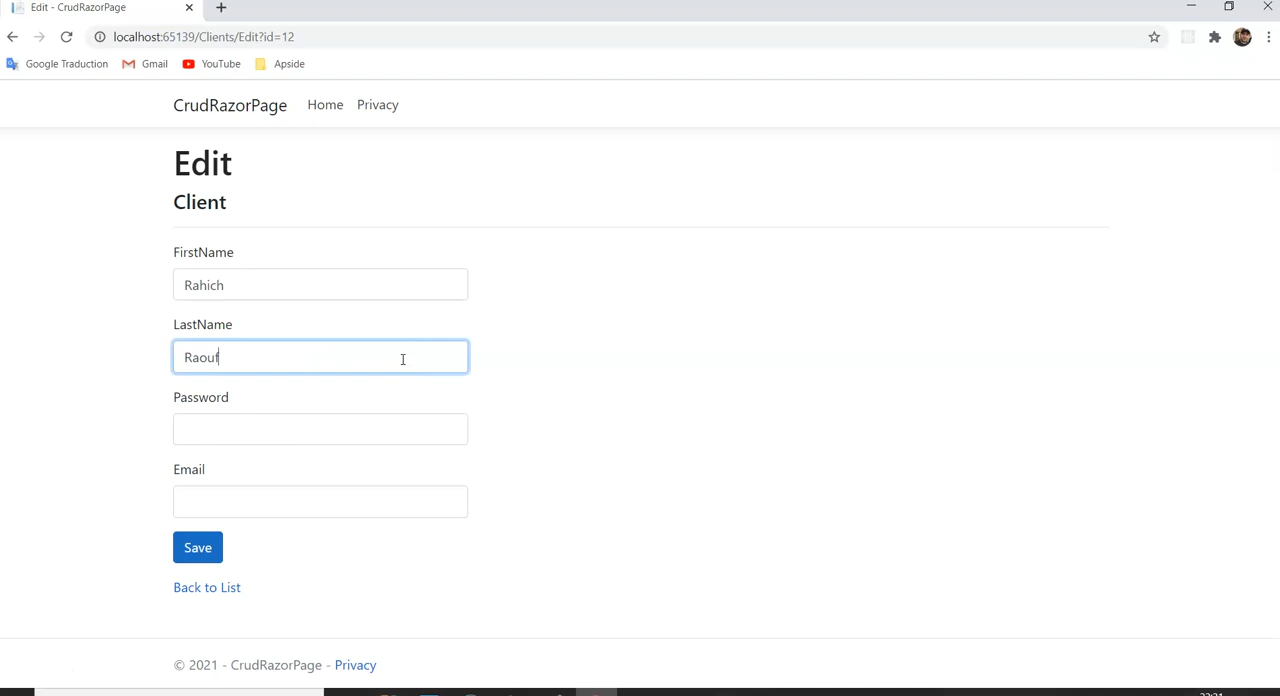 Edit - CrudRazorPage
localhost:65139/Clients/Edit?id=12
Google Traduction Gmail YouTube Apside
CrudRazorPage Home Privacy
Edit
Client
FirstName
Rahich
LastName
Raouf
Password
Email
Save
Back to List
© 2021 - CrudRazorPage - Privacy